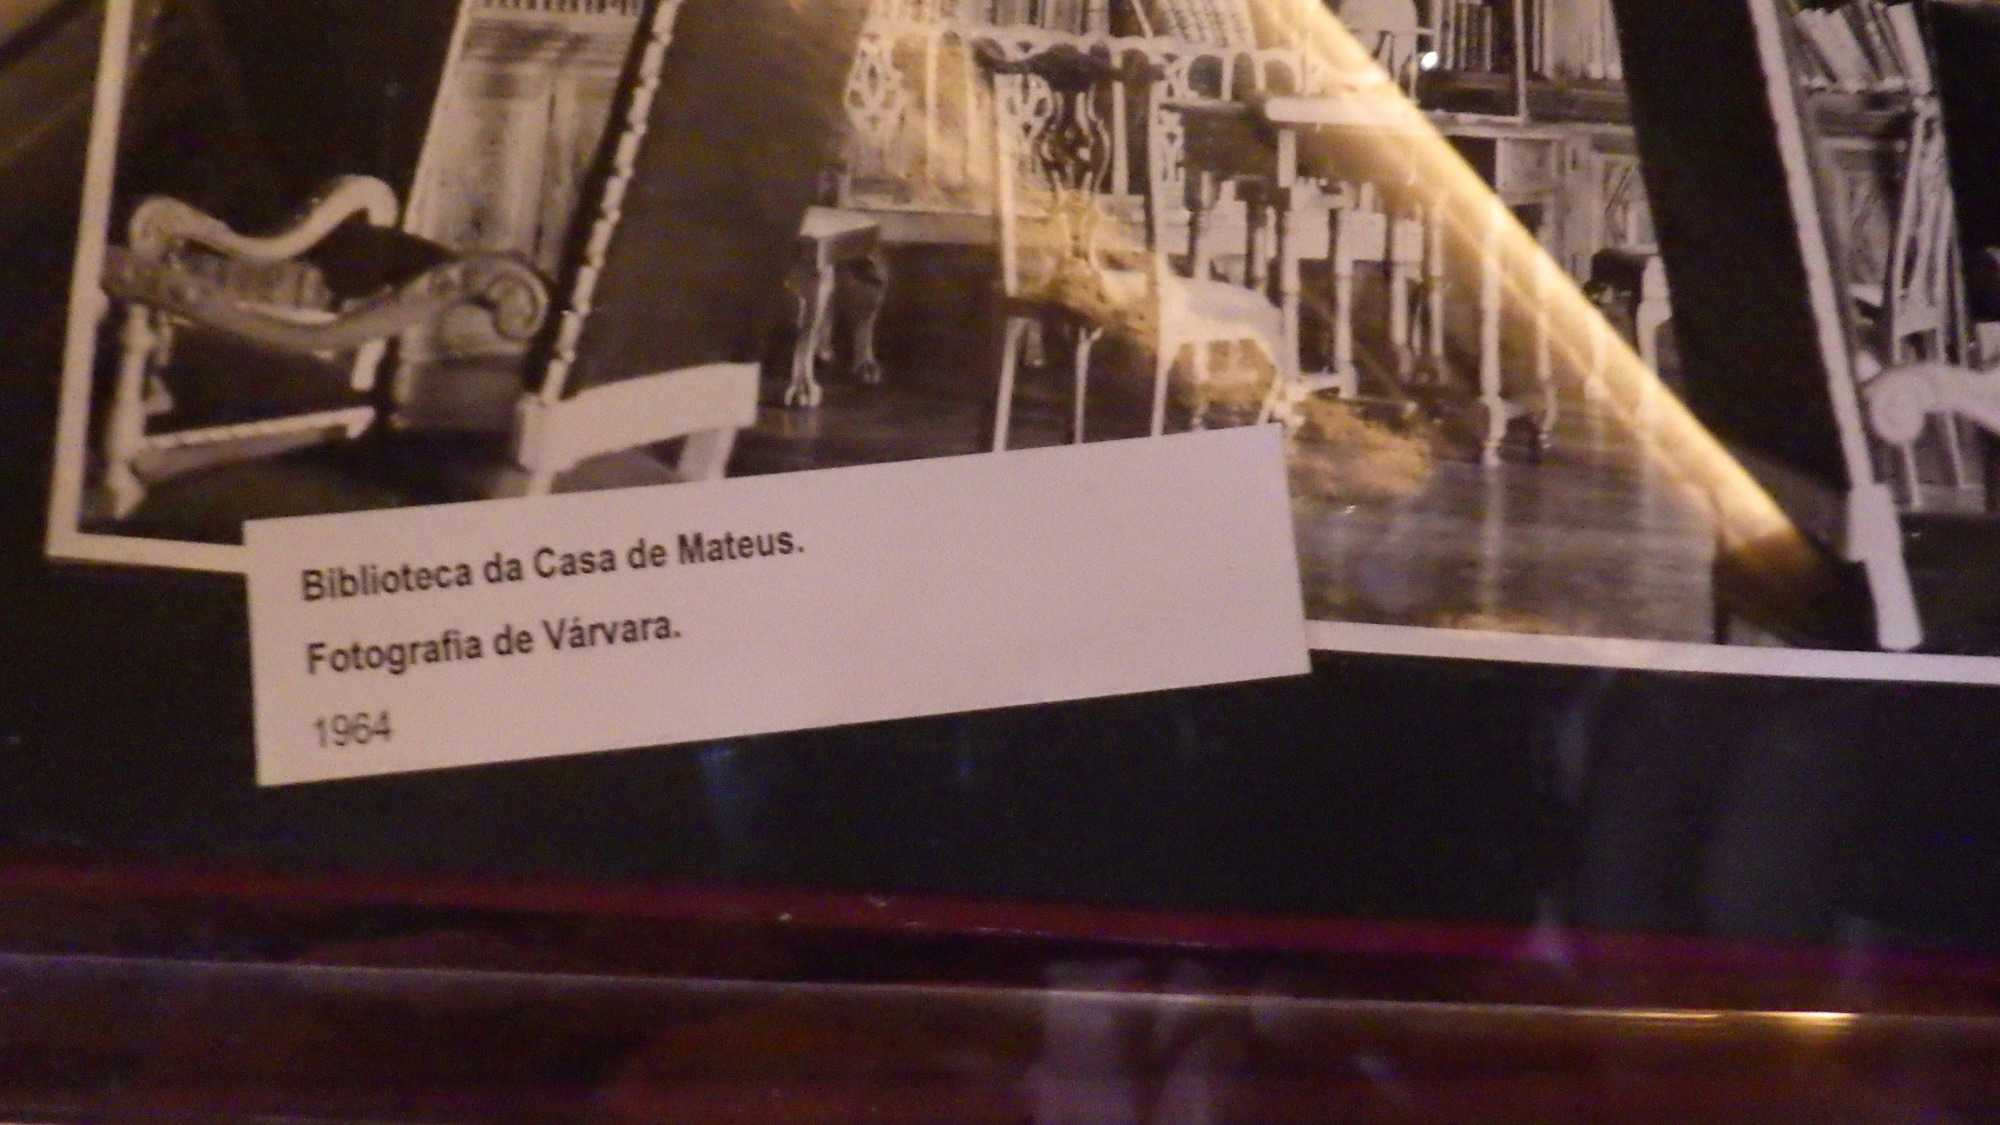 Biblioteca da Casa de Mateus.
Fotografia de Várvara.
1964